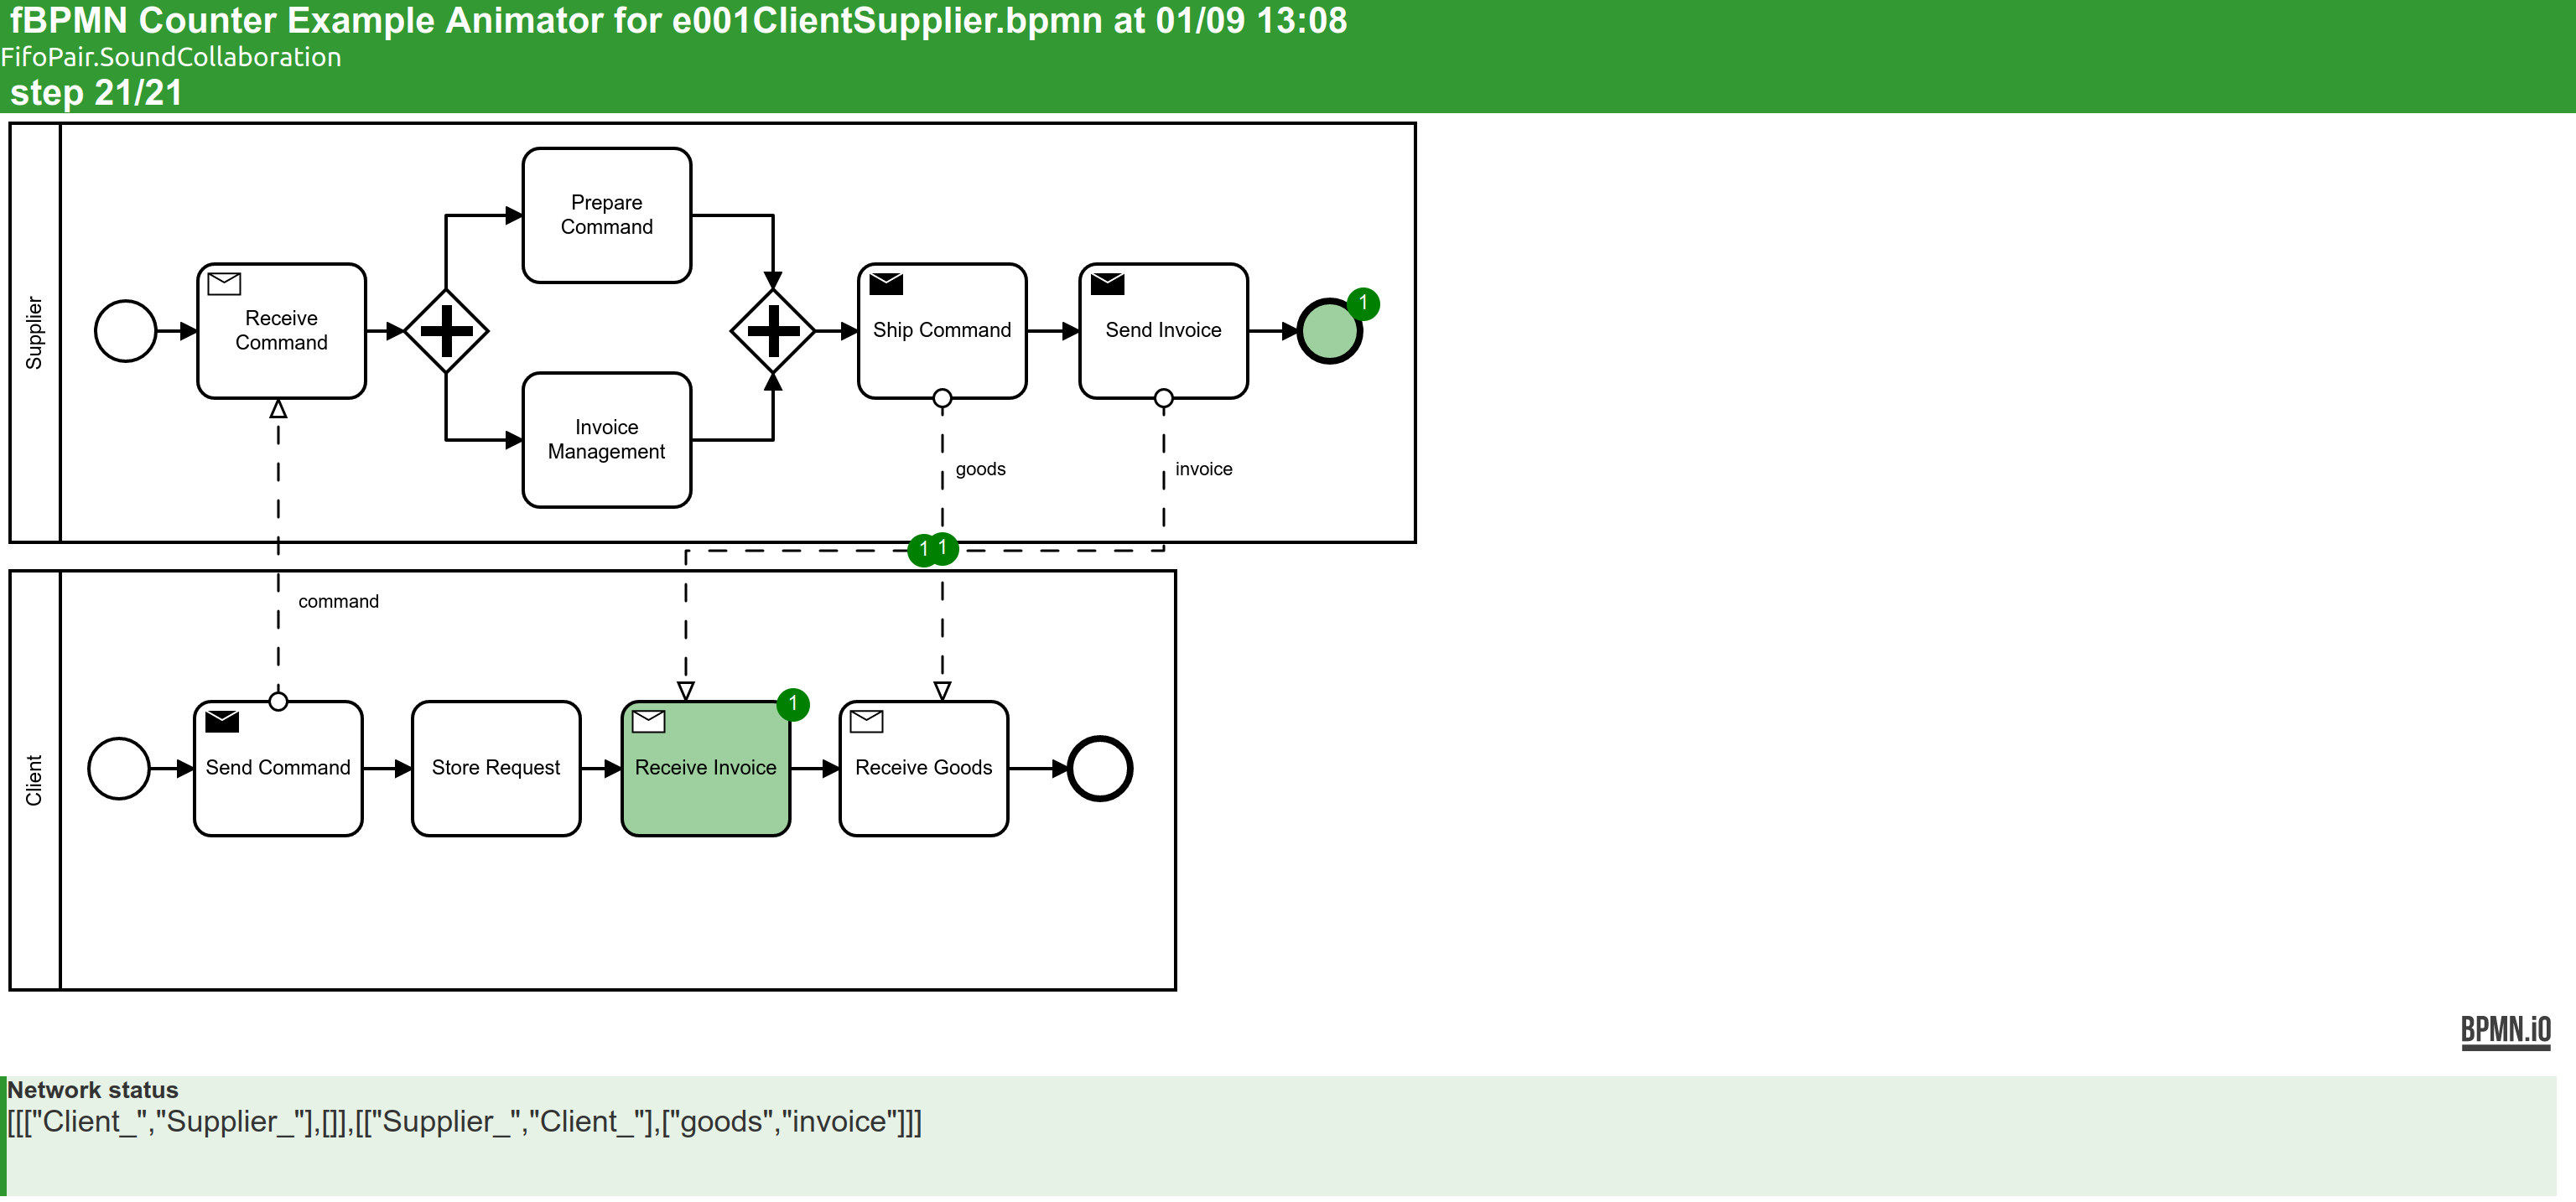 fBPMN Counter Example Animator for e001ClientSupplier.bpmn at 01/09 13:08
FifoPair.SoundCollaboration
step 21/21
Supplier
Prepare
Command
Receive
Command
Ship Command
Send Invoice
1
Invoice
Management
goods
invoice
1
1
Client
command
1
Send Command
Store Request
Receive Invoice
Receive Goods
BPMN.iO
Network status
[[["Client_","Supplier_"],[]],[["Supplier_","Client_"],["goods","invoice"]]]